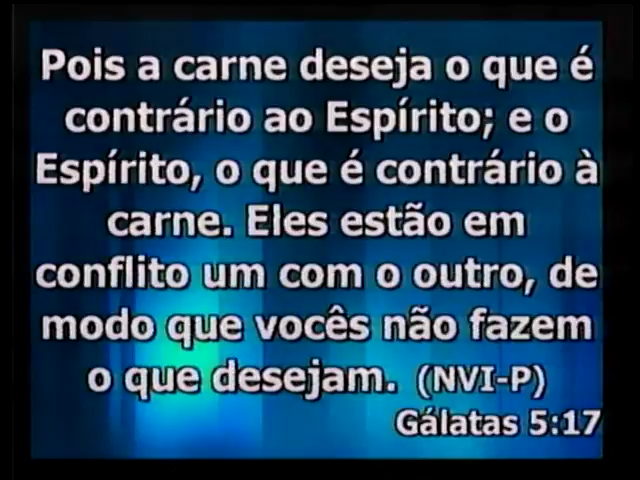 Pois a carne deseja o que é
contrário ao Espírito; e o
Espírito, o que é contrário à
carne. Eles estão em
conflito um com o outro, de
modo que vocês não fazem
o que desejam. (NVI-P)
Gálatas 5:17